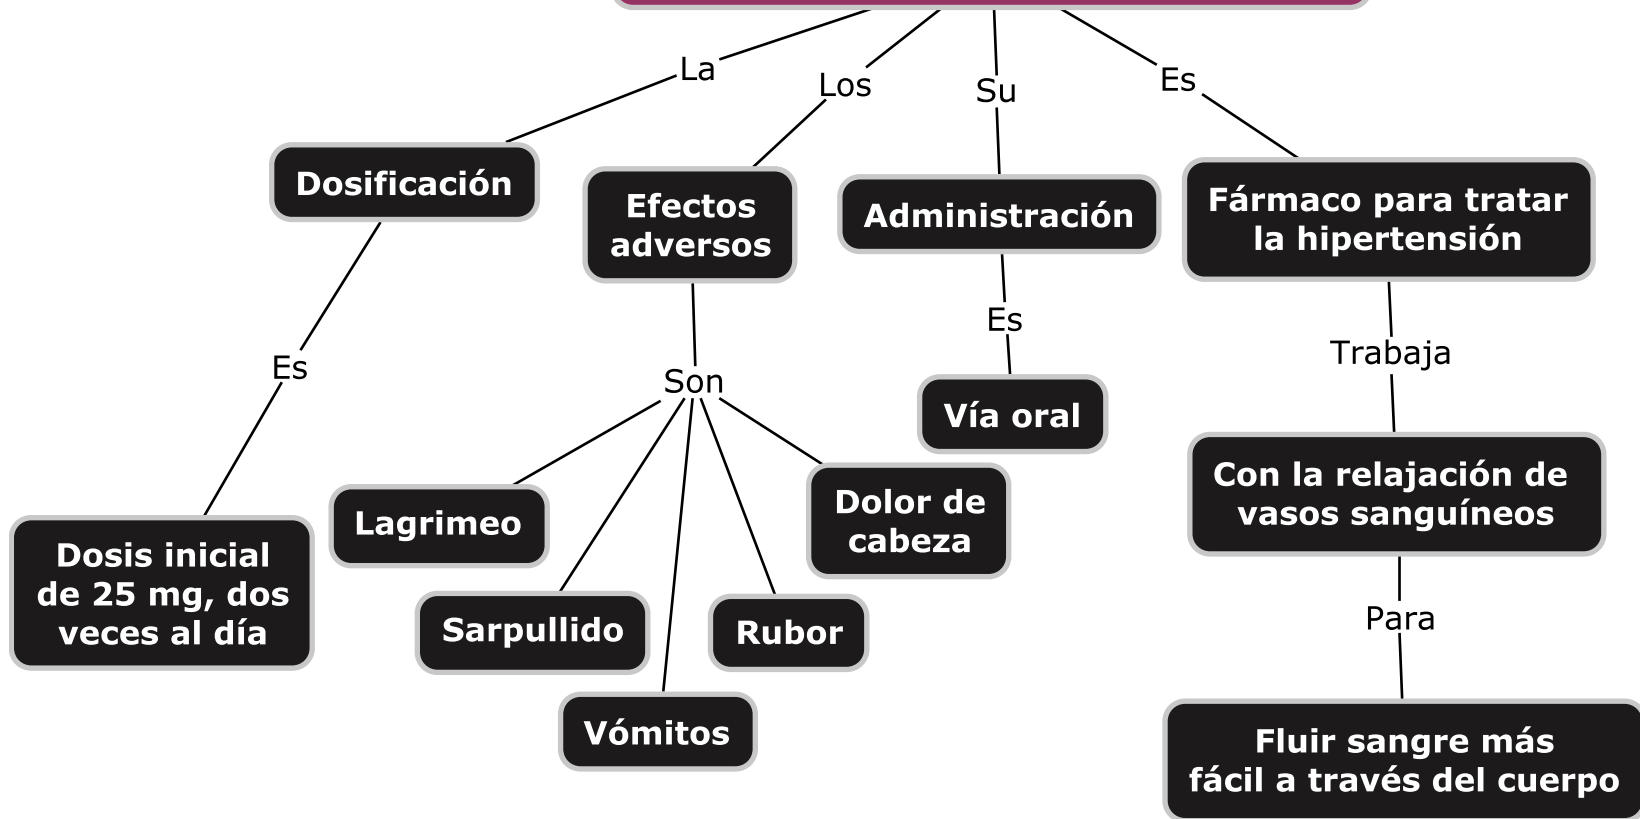 La
Los
Su
Es
Dosificación
Efectos
adversos
Administración
Fármaco para tratar
la hipertensión
Es
Son
Es
Trabaja
Dosis inicial
de 25 mg, dos
veces al día
Lagrimeo
Sarpullido
Vómitos
Rubor
Dolor de
cabeza
Vía oral
Con la relajación de
vasos sanguíneos
Para
Fluir sangre más
fácil a través del cuerpo